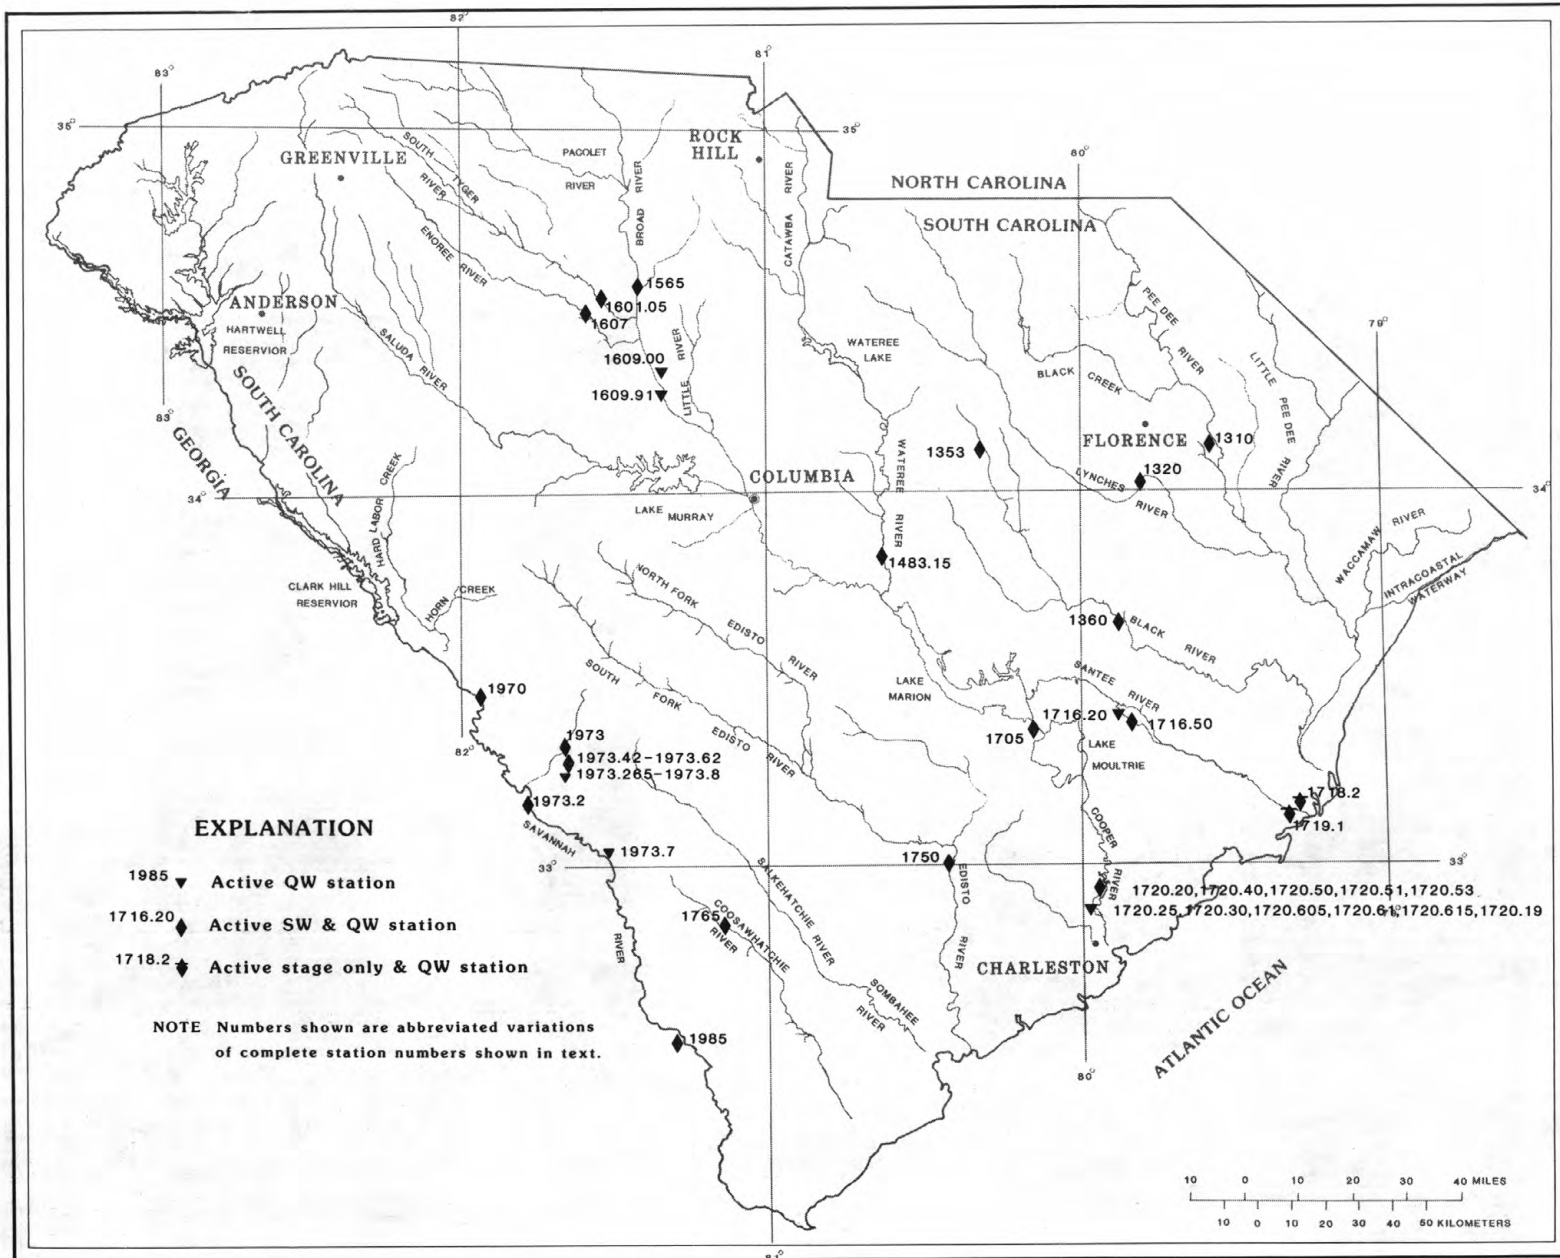 82°
81°
83°
35°
35°
ROCK
HILL
GREENVILLE
SOUTH TYGER
RIVER
PACOLET
RIVER
BROAD RIVER
CATAWBA RIVER
80°
NORTH CAROLINA
SOUTH CAROLINA
ENOREE RIVER
1565
1601.05
1607
ANDERSON
HARTWELL
RESERVIOR
SALUDA
RIVER
1609.00
1609.91
LITTLE RIVER
WATEREE
LAKE
PEE DEE
RIVER
BLACK CREEK
LITTLE PEE DEE
RIVER
79°
83°
SOUTH CAROLINA
GEORGIA
34°
HARD LABOR CREEK
COLUMBIA
LAKE
MURRAY
WATEREE
RIVER
1353
FLORENCE
1310
1320
LYNCHES
RIVER
34°
1483.15
WACCAMAW RIVER
INTRACOASTAL
WATERWAY
CLARK HILL
RESERVIOR
HORN CREEK
NORTH FORK
EDISTO
RIVER
SOUTH
FORK
EDISTO
RIVER
1360
BLACK
RIVER
SANTEE
RIVER
LAKE
MARION
1970
82°
1973
1973.42-1973.62
1973.265-1973.8
1973.2
1716.20
1716.50
1705
LAKE
MOULTRIE
1718.2
1719.1
SAVANNAH
RIVER
33°
1973.7
1750
EDISTO
RIVER
COOPER
RIVER
33°
1720.20,1720.40,1720.50,1720.51,1720.53
1720.25,1720.30,1720.605,1720.61,1720.615,1720.19
SALKEHATCHIE RIVER
1765
COOSAWHATCHIE
RIVER
CHARLESTON
SOMBAHEE
RIVER
1985
80°
ATLANTIC OCEAN
EXPLANATION
1985 Active QW station
1716.20 Active SW & QW station
1718.2 Active stage only & QW station
NOTE Numbers shown are abbreviated variations
of complete station numbers shown in text.
10 0 10 20 30 40 MILES
10 0 10 20 30 40 50 KILOMETERS
81°